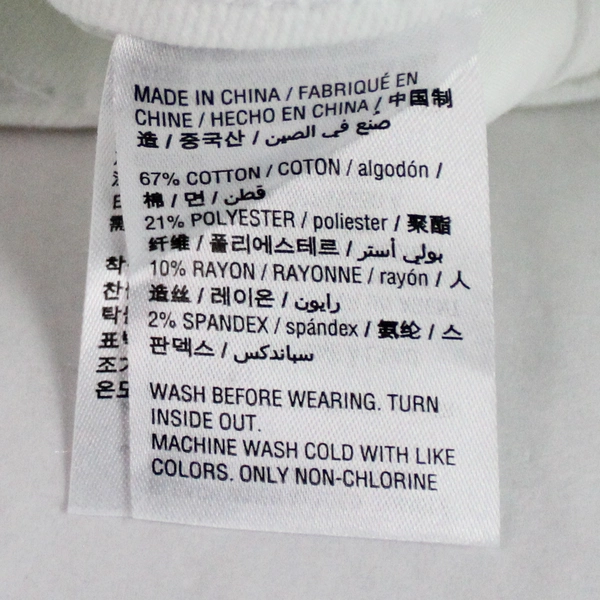 MADE IN CHINA / FABRIQUÉ EN
CHINE / HECHO EN CHINA / 中国制
造 / 중국산 / صنع في الصين
67% COTTON / COTON / algodón /
棉 / 면 / قطن
21% POLYESTER / poliester / 聚酯
纤维 / 폴리에스테르 / بولي أستر
10% RAYON / RAYONNE / rayón / 人
造丝 / 레이온 / رايون
2% SPANDEX / spándex / 氨纶 / 스
판덱스 / سباندكس
WASH BEFORE WEARING. TURN
INSIDE OUT.
MACHINE WASH COLD WITH LIKE
COLORS. ONLY NON-CHLORINE